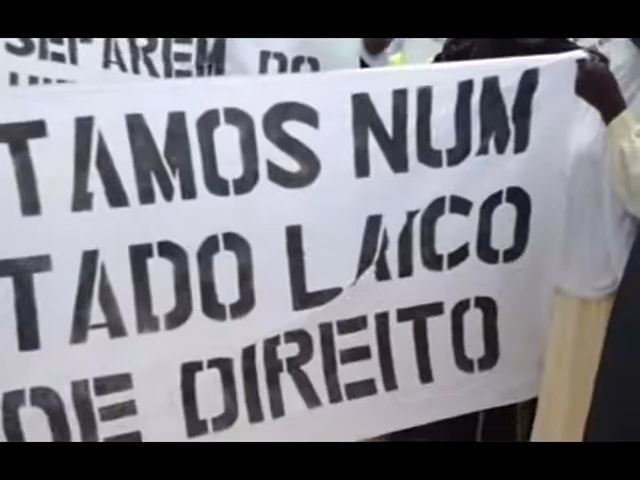 SEPAREM
DO
TAMOS NUM
TADO LAICO
DE DIREITO